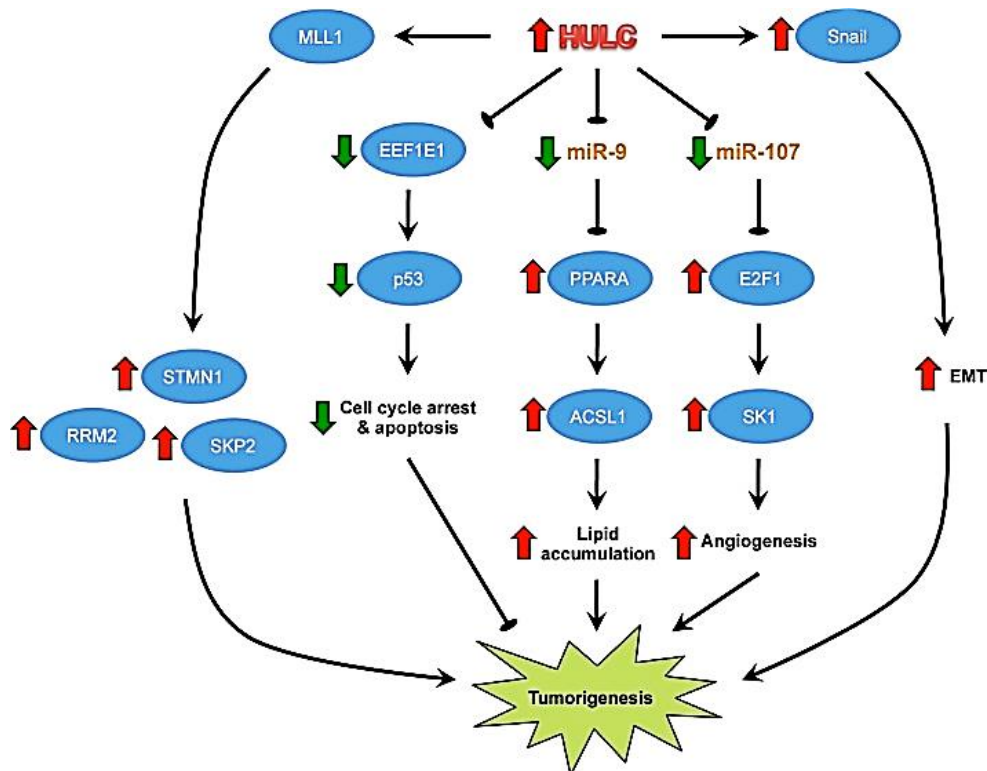 MLL1
HULC
Snail
EEF1E1
miR-9
miR-107
p53
PPARA
E2F1
STMN1
RRM2
SKP2
Cell cycle arrest
& apoptosis
ACSL1
SK1
EMT
Lipid
accumulation
Angiogenesis
Tumorigenesis